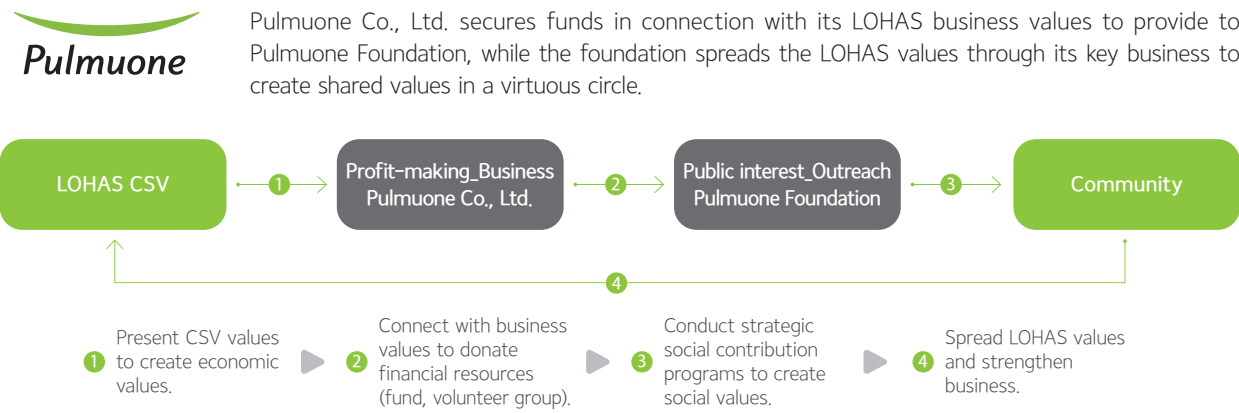 Pulmuone
Pulmuone Co., Ltd. secures funds in connection with its LOHAS business values to provide to
Pulmuone Foundation, while the foundation spreads the LOHAS values through its key business to
create shared values in a virtuous circle.
LOHAS CSV
1
Profit-making_Business
Pulmuone Co., Ltd.
2
Public interest_Outreach
Pulmuone Foundation
3
Community
4
1
Present CSV values
to create economic
values.
2
Connect with business
values to donate
financial resources
(fund, volunteer group).
3
Conduct strategic
social contribution
programs to create
social values.
4
Spread LOHAS values
and strengthen
business.